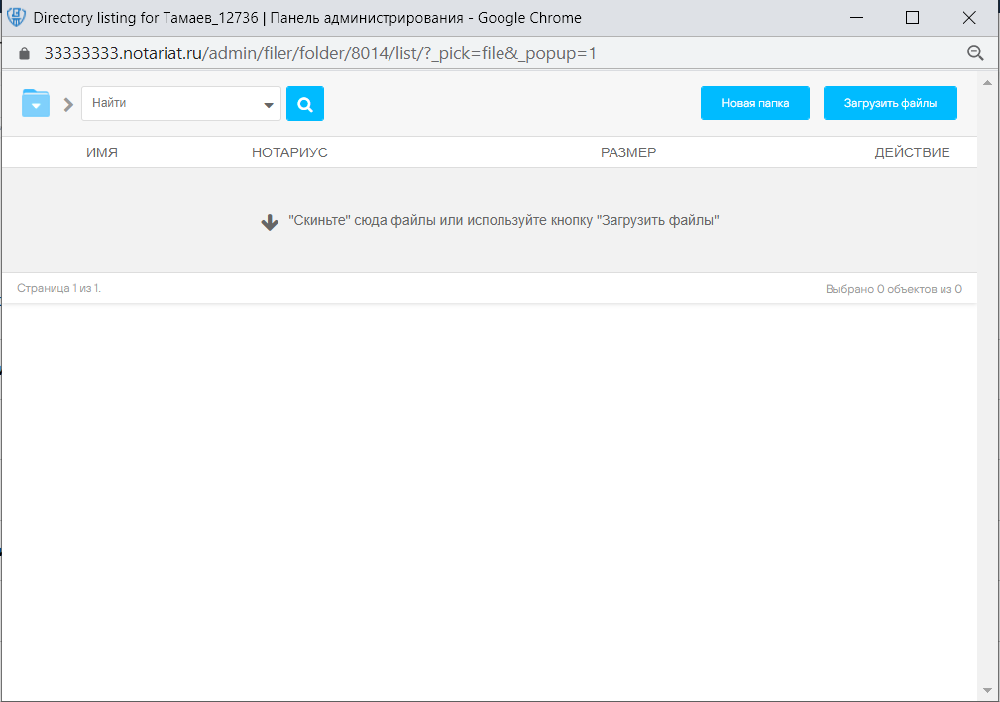 Directory listing for Тамаев_12736 | Панель администрирования - Google Chrome
33333333.notariat.ru/admin/filer/folder/8014/list/?_pick=file&_popup=1
Найти
Новая папка
Загрузить файлы
ИМЯ НОТАРИУС РАЗМЕР ДЕЙСТВИЕ
"Скиньте" сюда файлы или используйте кнопку "Загрузить файлы"
Страница 1 из 1.
Выбрано 0 объектов из 0